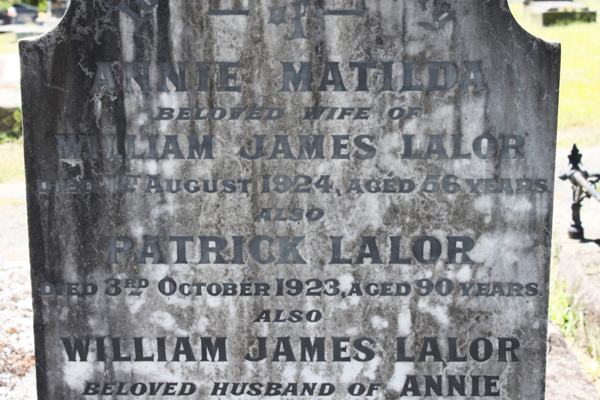 ANNIE MATILDA
BELOVED WIFE OF
WILLIAM JAMES LALOR
DIED 1ST AUGUST 1924, AGED 56 YEARS
ALSO
PATRICK LALOR
DIED 3RD OCTOBER 1923, AGED 90 YEARS.
ALSO
WILLIAM JAMES LALOR
BELOVED HUSBAND OF ANNIE